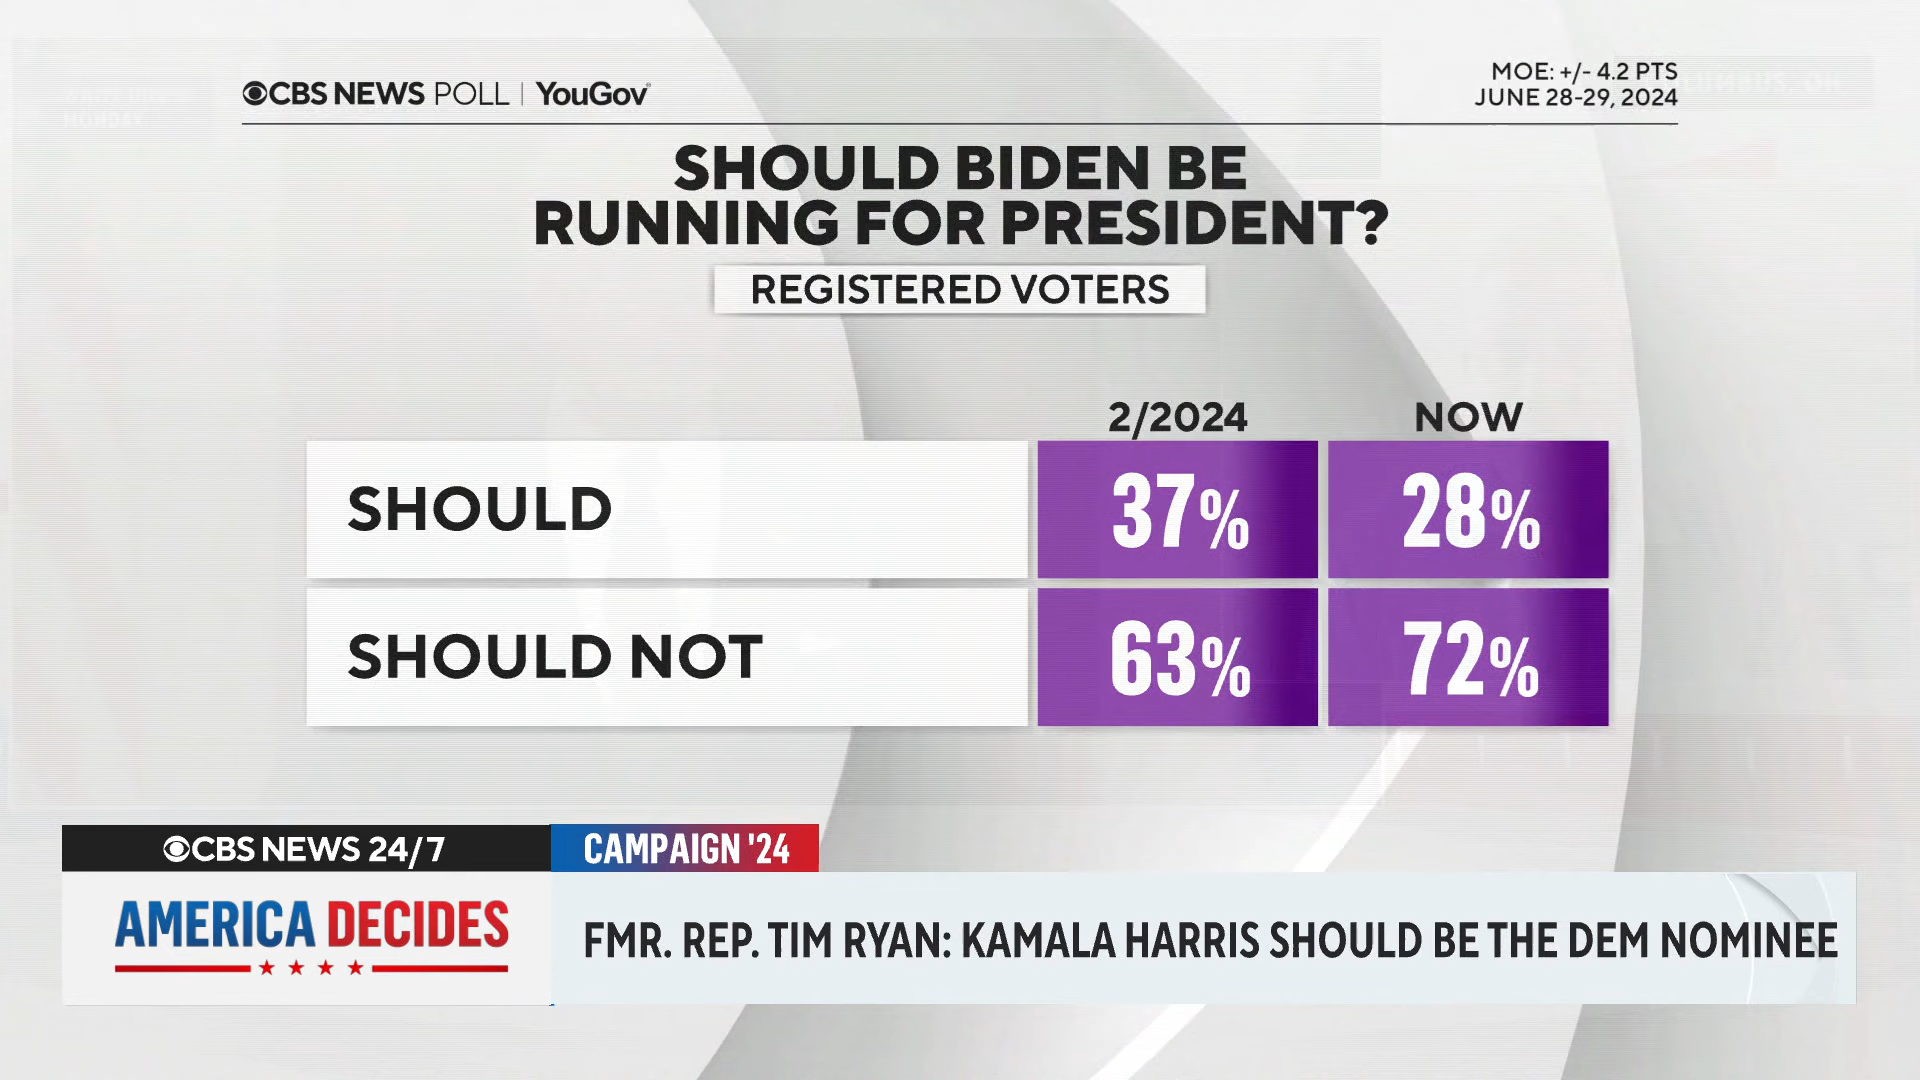 CBS NEWS POLL | YouGov
MOE: +/- 4.2 PTS
JUNE 28-29, 2024
SHOULD BIDEN BE
RUNNING FOR PRESIDENT?
REGISTERED VOTERS
2/2024 NOW
SHOULD 37% 28%
SHOULD NOT 63% 72%
CBS NEWS 24/7
CAMPAIGN '24
AMERICA DECIDES
FMR. REP. TIM RYAN: KAMALA HARRIS SHOULD BE THE DEM NOMINEE